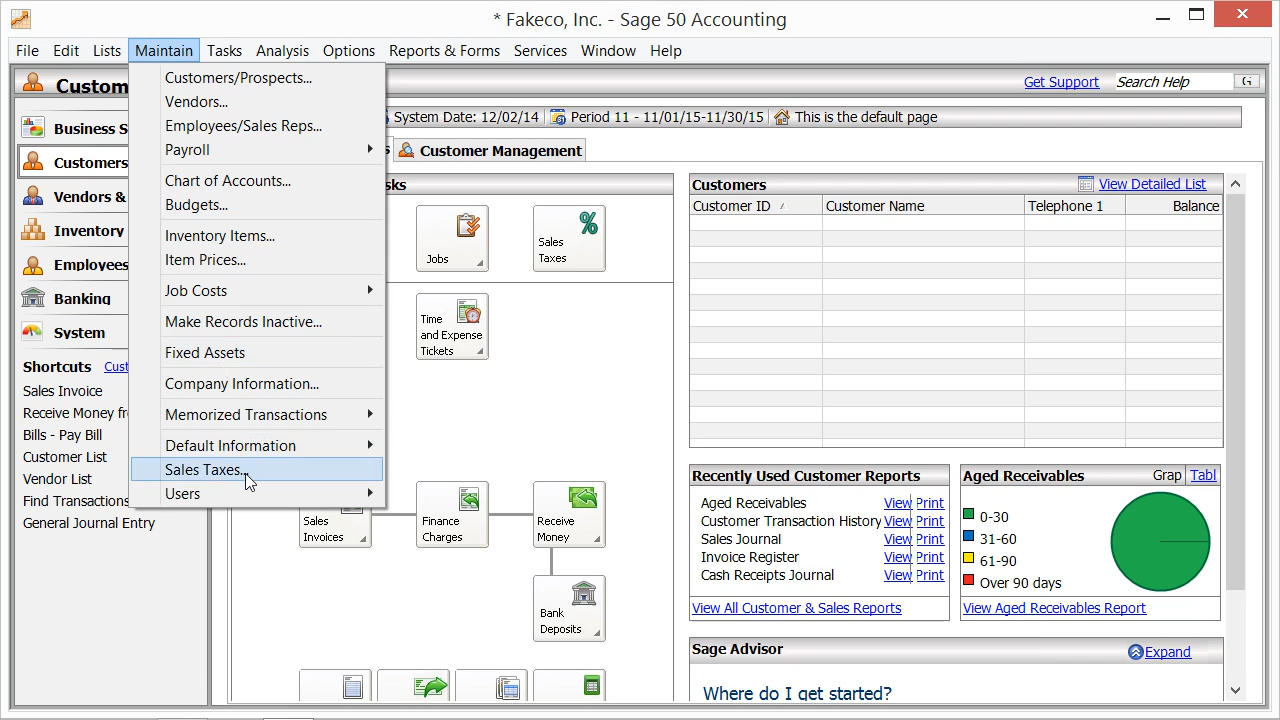 * Fakeco, Inc. - Sage 50 Accounting
File Edit Lists Maintain Tasks Analysis Options Reports & Forms Services Window Help
Custom
Get Support Search Help G
System Date: 12/02/14 Period 11 - 11/01/15-11/30/15 This is the default page
s Customer Management
Business S
Customers
Vendors &
Inventory
Employees
Banking
System
Shortcuts Cust
Sales Invoice
Receive Money fr
Bills - Pay Bill
Customer List
Vendor List
Find Transactions
General Journal Entry
Customers/Prospects...
Vendors...
Employees/Sales Reps...
Payroll
Chart of Accounts...
Budgets...
Inventory Items...
Item Prices...
Job Costs
Make Records Inactive...
Fixed Assets
Company Information...
Memorized Transactions
Default Information
Sales Taxes...
Users
sks
Jobs
Sales
Taxes
%
Time
and Expense
Tickets
Sales
Invoices
Finance
Charges
Receive
Money
Bank
Deposits
Customers View Detailed List
Customer ID Customer Name Telephone 1 Balance
Recently Used Customer Reports
Aged Receivables View Print
Customer Transaction History View Print
Sales Journal View Print
Invoice Register View Print
Cash Receipts Journal View Print
View All Customer & Sales Reports
Aged Receivables Grap Tabl
0-30
31-60
61-90
Over 90 days
View Aged Receivables Report
Sage Advisor Expand
Where do I get started?